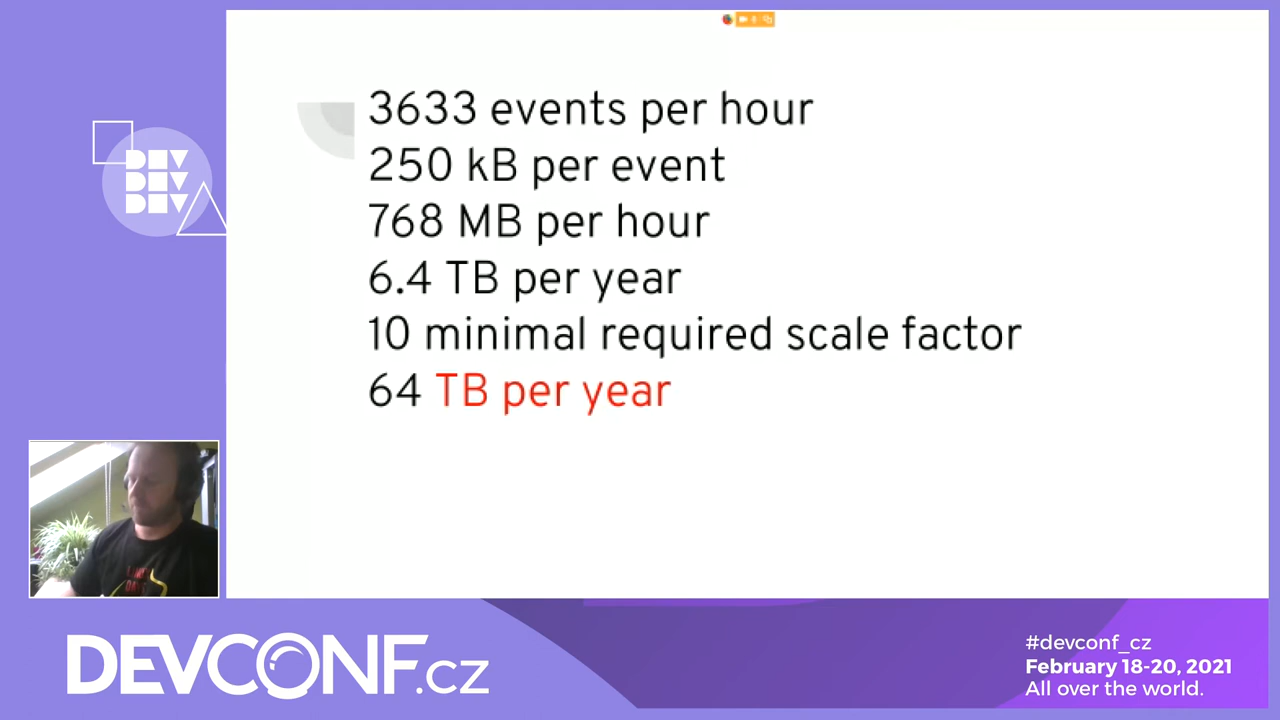 3633 events per hour
250 kB per event
768 MB per hour
6.4 TB per year
10 minimal required scale factor
64 TB per year
DEV
DEV
DEV
DEVCONF.cz
#devconf_cz
February 18-20, 2021
All over the world.